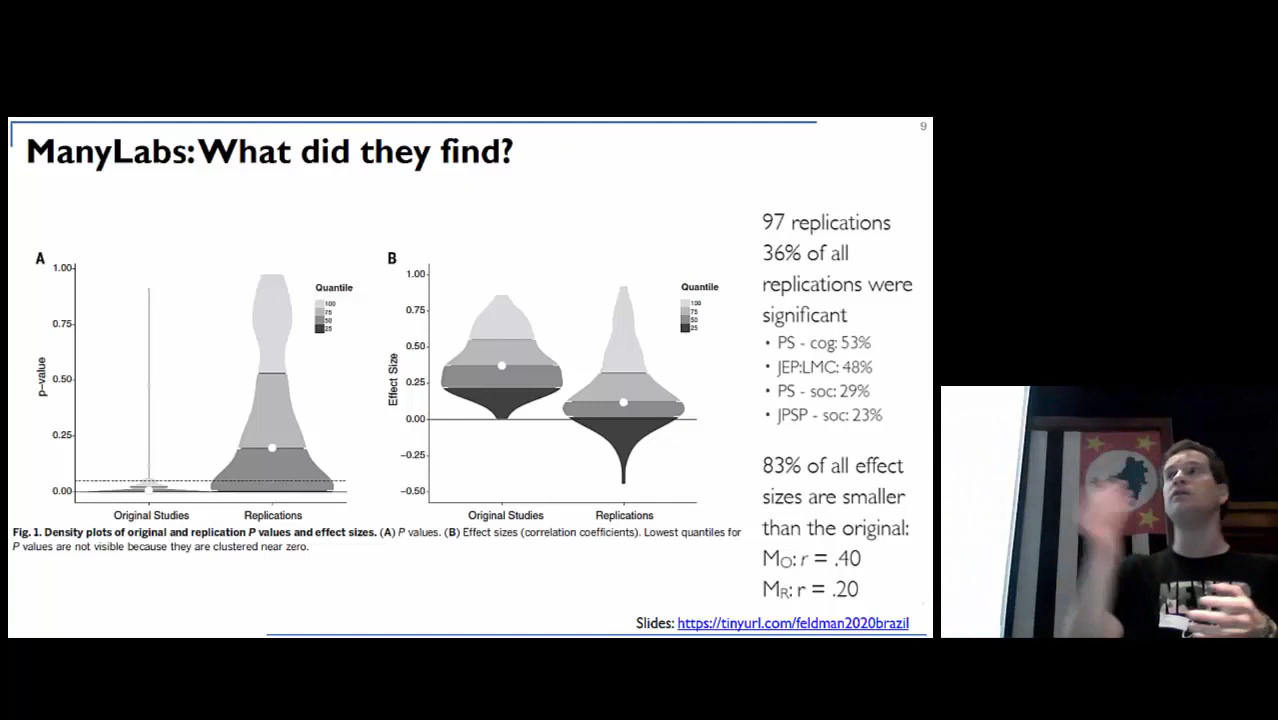 9
ManyLabs: What did they find?
A
1.00
0.75
0.50
0.25
0.00
p-value
Original Studies
Replications
Quantile
100
75
50
25
B
1.00
0.75
0.50
0.25
0.00
−0.25
−0.50
Effect Size
Original Studies
Replications
Quantile
100
75
50
25
Fig. 1. Density plots of original and replication P values and effect sizes. (A) P values. (B) Effect sizes (correlation coefficients). Lowest quantiles for
P values are not visible because they are clustered near zero.
97 replications
36% of all
replications were
significant
• PS - cog: 53%
• JEP:LMC: 48%
• PS - soc: 29%
• JPSP - soc: 23%
83% of all effect
sizes are smaller
than the original:
MO: r = .40
MR: r = .20
Slides: https://tinyurl.com/feldman2020brazil